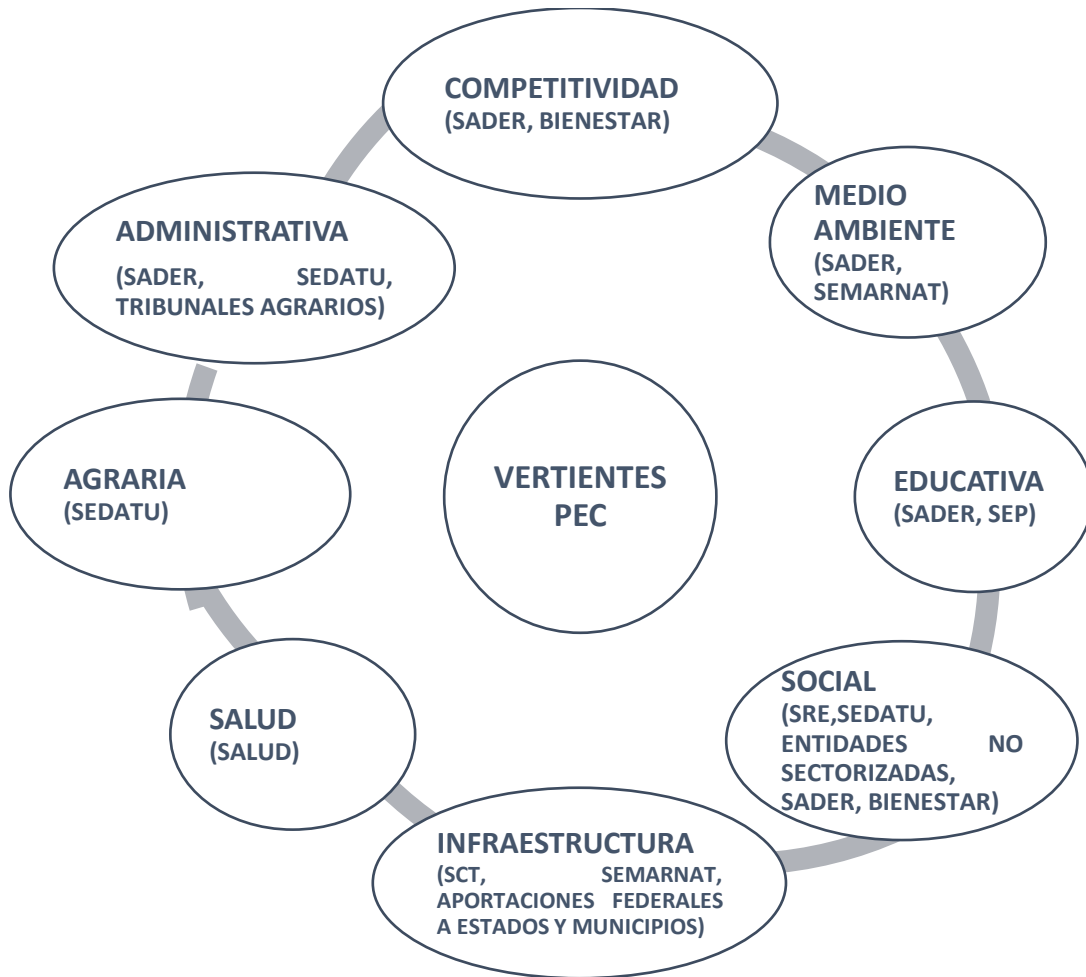 COMPETITIVIDAD
(SADER, BIENESTAR)
MEDIO
AMBIENTE
(SADER,
SEMARNAT)
EDUCATIVA
(SADER, SEP)
SOCIAL
(SRE,SEDATU,
ENTIDADES NO
SECTORIZADAS,
SADER, BIENESTAR)
INFRAESTRUCTURA
(SCT, SEMARNAT,
APORTACIONES FEDERALES
A ESTADOS Y MUNICIPIOS)
SALUD
(SALUD)
AGRARIA
(SEDATU)
ADMINISTRATIVA
(SADER, SEDATU,
TRIBUNALES AGRARIOS)
VERTIENTES
PEC